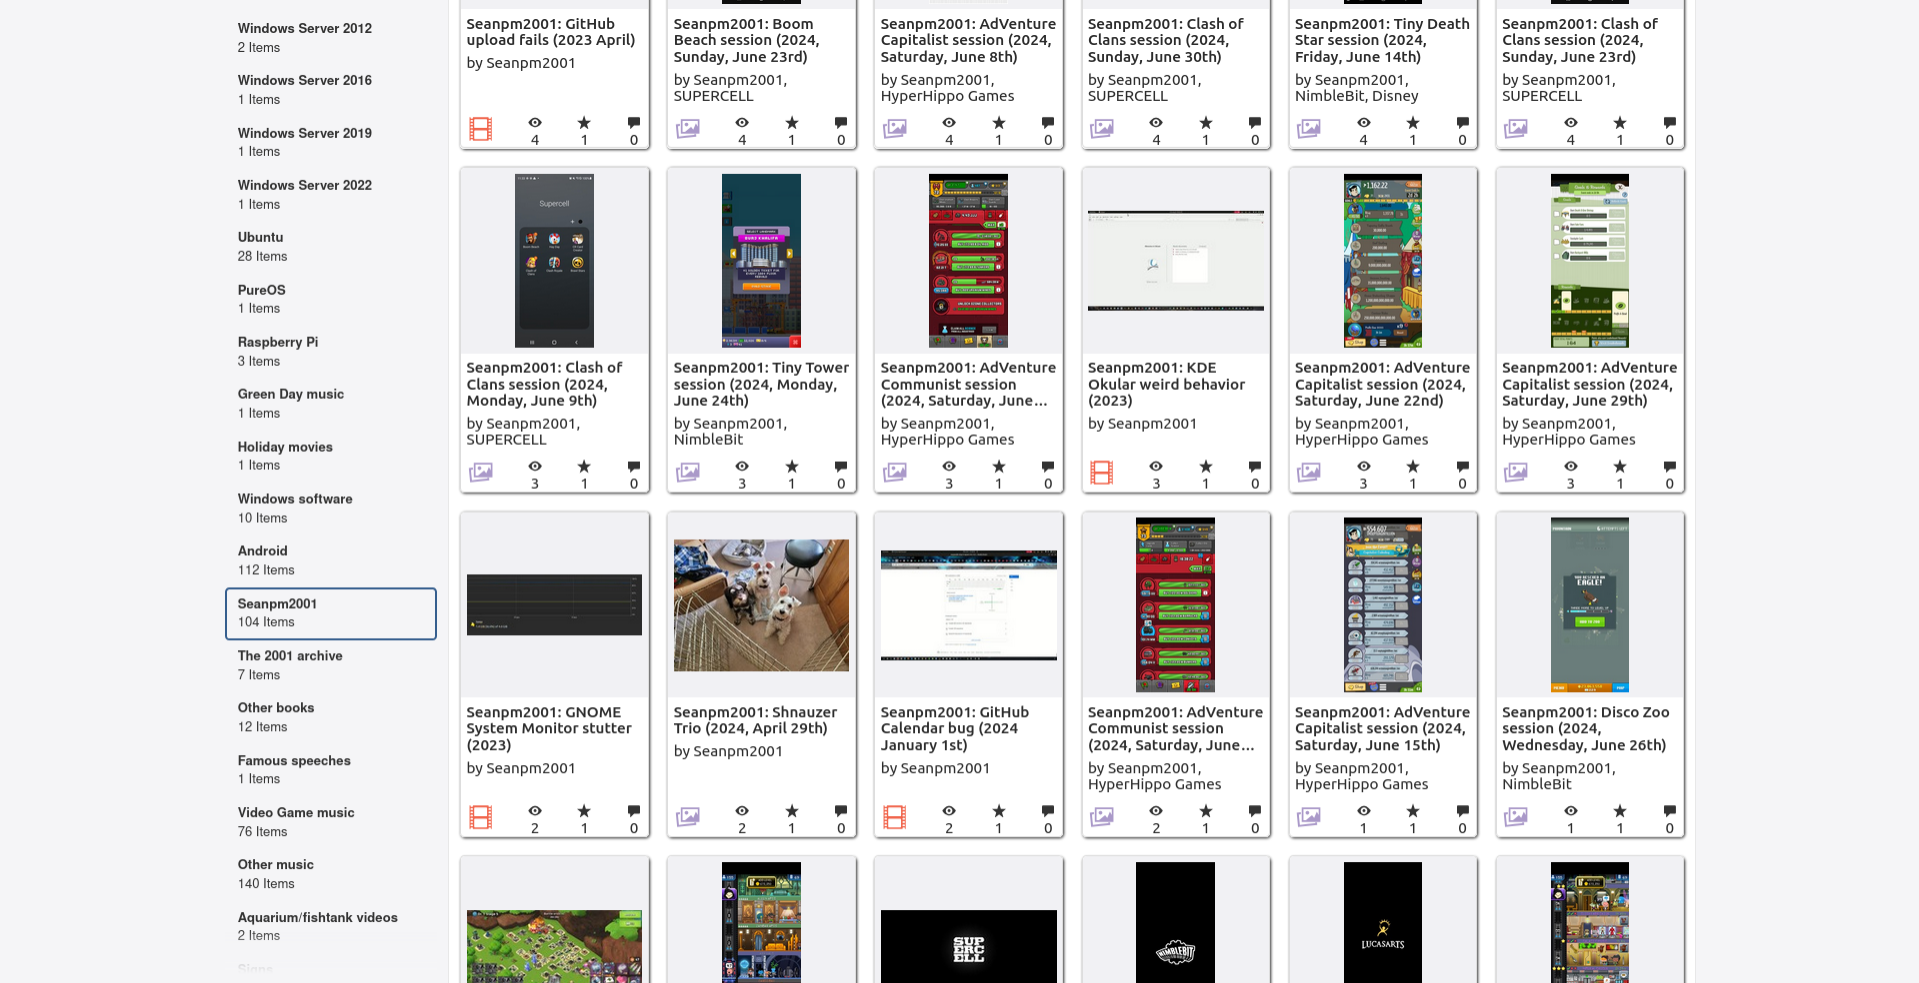 Windows Server 2012
2 Items
Windows Server 2016
1 Items
Windows Server 2019
1 Items
Windows Server 2022
1 Items
Ubuntu
28 Items
PureOS
1 Items
Raspberry Pi
3 Items
Green Day music
1 Items
Holiday movies
1 Items
Windows software
10 Items
Android
112 Items
Seanpm2001
104 Items
The 2001 archive
7 Items
Other books
12 Items
Famous speeches
1 Items
Video Game music
76 Items
Other music
140 Items
Aquarium/fishtank videos
2 Items
Seanpm2001: GitHub
upload fails (2023 April)
by Seanpm2001
4 1 0
Seanpm2001: Boom
Beach session (2024,
Sunday, June 23rd)
by Seanpm2001,
SUPERCELL
4 1 0
Seanpm2001: AdVenture
Capitalist session (2024,
Saturday, June 8th)
by Seanpm2001,
HyperHippo Games
4 1 0
Seanpm2001: Clash of
Clans session (2024,
Sunday, June 30th)
by Seanpm2001,
SUPERCELL
4 1 0
Seanpm2001: Tiny Death
Star session (2024,
Friday, June 14th)
by Seanpm2001,
NimbleBit, Disney
4 1 0
Seanpm2001: Clash of
Clans session (2024,
Sunday, June 23rd)
by Seanpm2001,
SUPERCELL
4 1 0
Supercell
Seanpm2001: Clash of
Clans session (2024,
Monday, June 9th)
by Seanpm2001,
SUPERCELL
3 1 0
Seanpm2001: Tiny Tower
session (2024, Monday,
June 24th)
by Seanpm2001,
NimbleBit
3 1 0
Seanpm2001: AdVenture
Communist session
(2024, Saturday, June...
by Seanpm2001,
HyperHippo Games
3 1 0
Seanpm2001: KDE
Okular weird behavior
(2023)
by Seanpm2001
3 1 0
Seanpm2001: AdVenture
Capitalist session (2024,
Saturday, June 22nd)
by Seanpm2001,
HyperHippo Games
3 1 0
Seanpm2001: AdVenture
Capitalist session (2024,
Saturday, June 29th)
by Seanpm2001,
HyperHippo Games
3 1 0
Seanpm2001: GNOME
System Monitor stutter
(2023)
by Seanpm2001
2 1 0
Seanpm2001: Shnauzer
Trio (2024, April 29th)
by Seanpm2001
2 1 0
Seanpm2001: GitHub
Calendar bug (2024
January 1st)
by Seanpm2001
2 1 0
Seanpm2001: AdVenture
Communist session
(2024, Saturday, June...
by Seanpm2001,
HyperHippo Games
2 1 0
Seanpm2001: AdVenture
Capitalist session (2024,
Saturday, June 15th)
by Seanpm2001,
HyperHippo Games
1 1 0
EAGLE!
Seanpm2001: Disco Zoo
session (2024,
Wednesday, June 26th)
by Seanpm2001,
NimbleBit
1 1 0
SUP
ERC
ELL
NIMBLEBIT
LUCASARTS